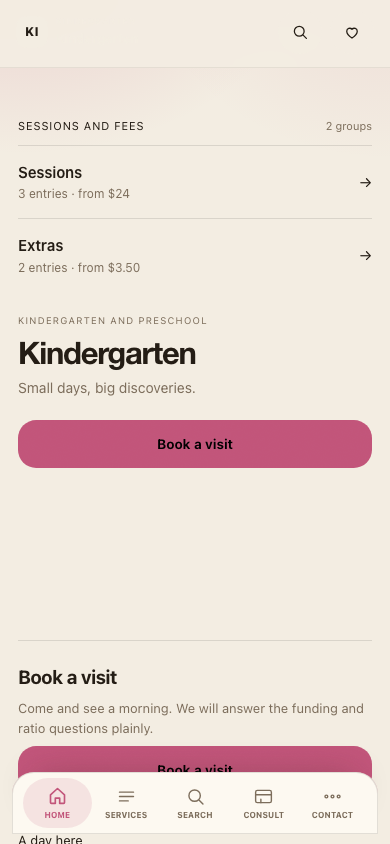 KI
SESSIONS AND FEES
2 groups
Sessions
3 entries · from $24
Extras
2 entries · from $3.50
KINDERGARTEN AND PRESCHOOL
Kindergarten
Small days, big discoveries.
Book a visit
Book a visit
Come and see a morning. We will answer the funding and
ratio questions plainly.
Book a visit
HOME
SERVICES
SEARCH
CONSULT
CONTACT
A day here